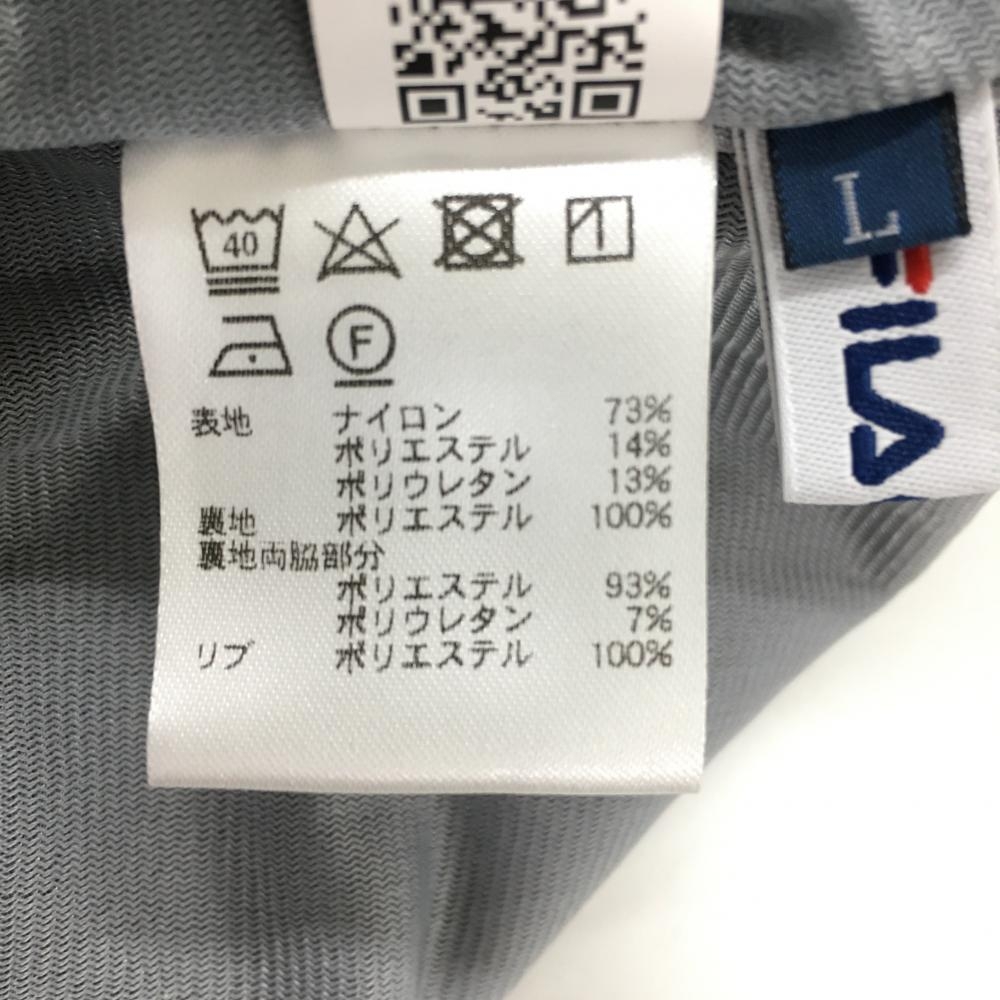 40
F
表地 ナイロン 73%
ポリエステル 14%
ポリウレタン 13%
裏地 ポリエステル 100%
裏地両脇部分
ポリエステル 93%
ポリウレタン 7%
リブ ポリエステル 100%
L
FILA